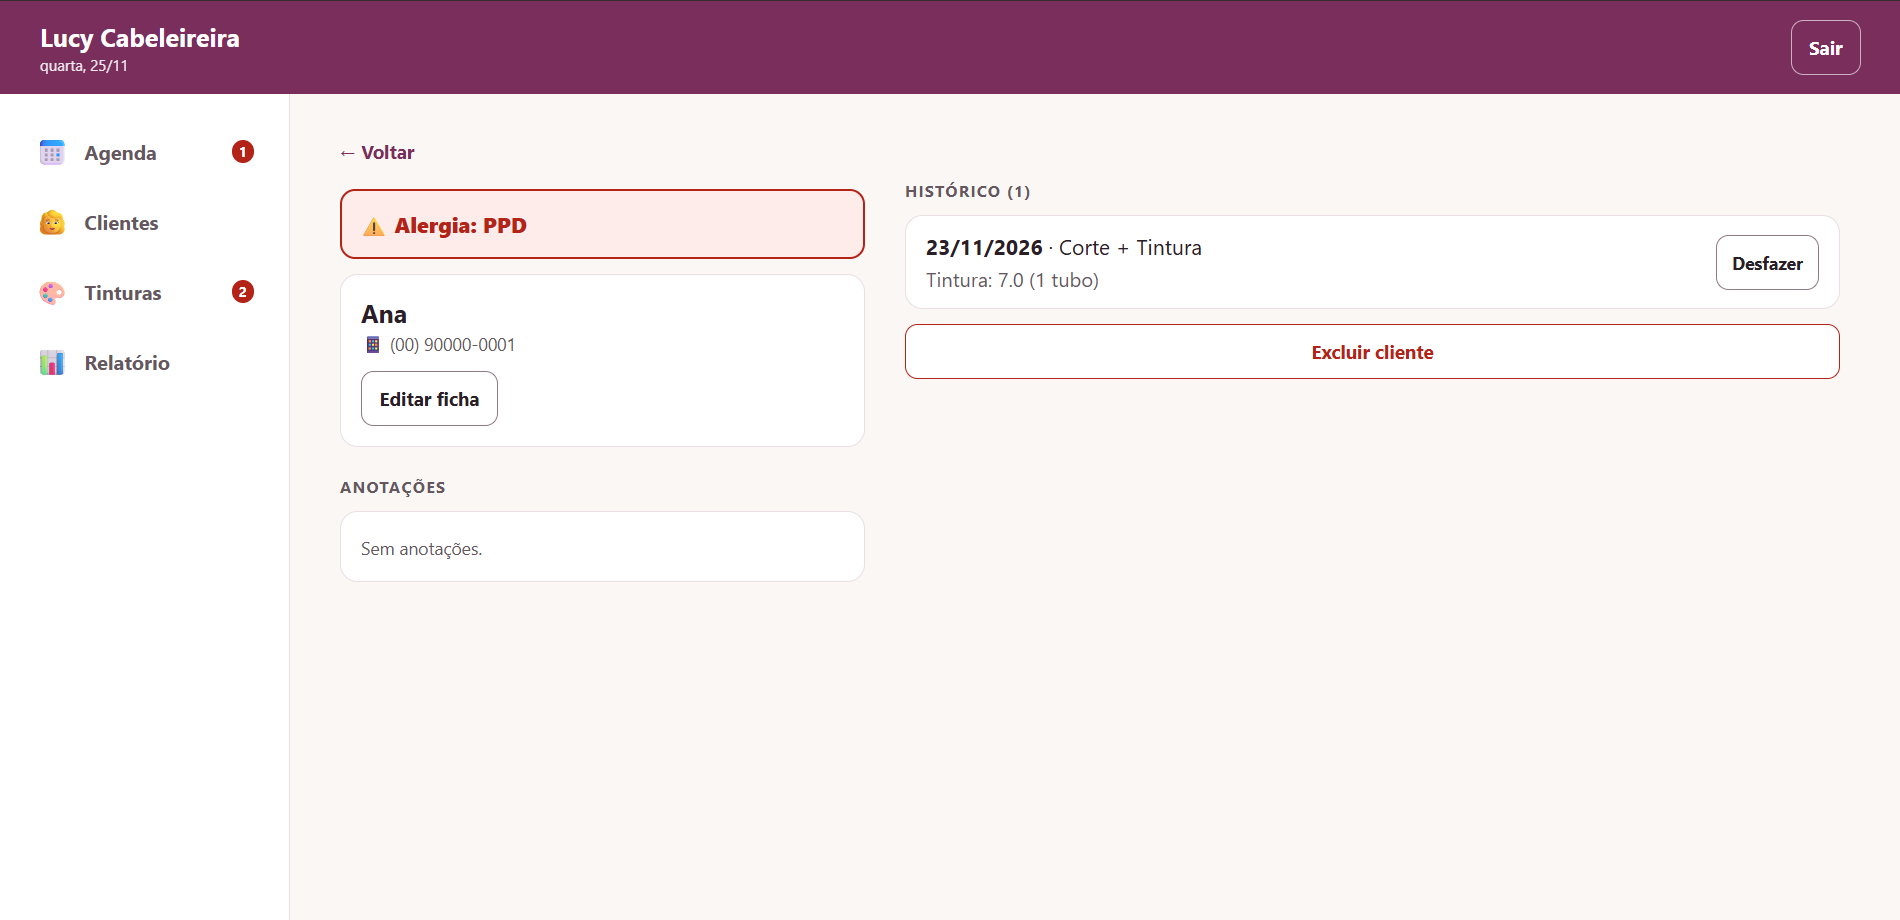 Lucy Cabeleireira
quarta, 25/11
Sair
Agenda
1
Clientes
Tinturas
2
Relatório
← Voltar
⚠️ Alergia: PPD
Ana
(00) 90000-0001
Editar ficha
ANOTAÇÕES
Sem anotações.
HISTÓRICO (1)
23/11/2026 · Corte + Tintura
Tintura: 7.0 (1 tubo)
Desfazer
Excluir cliente